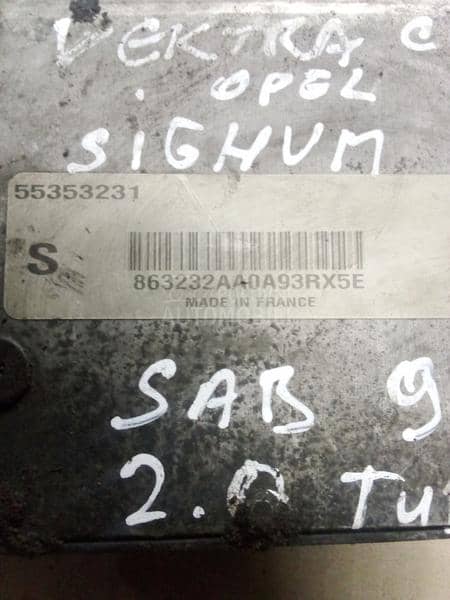 VEKTRA C
i OPEL
SIGHUM
55353231
S
863232AA0A93RX5E
MADE IN FRANCE
SAB 9
2.0 Tu